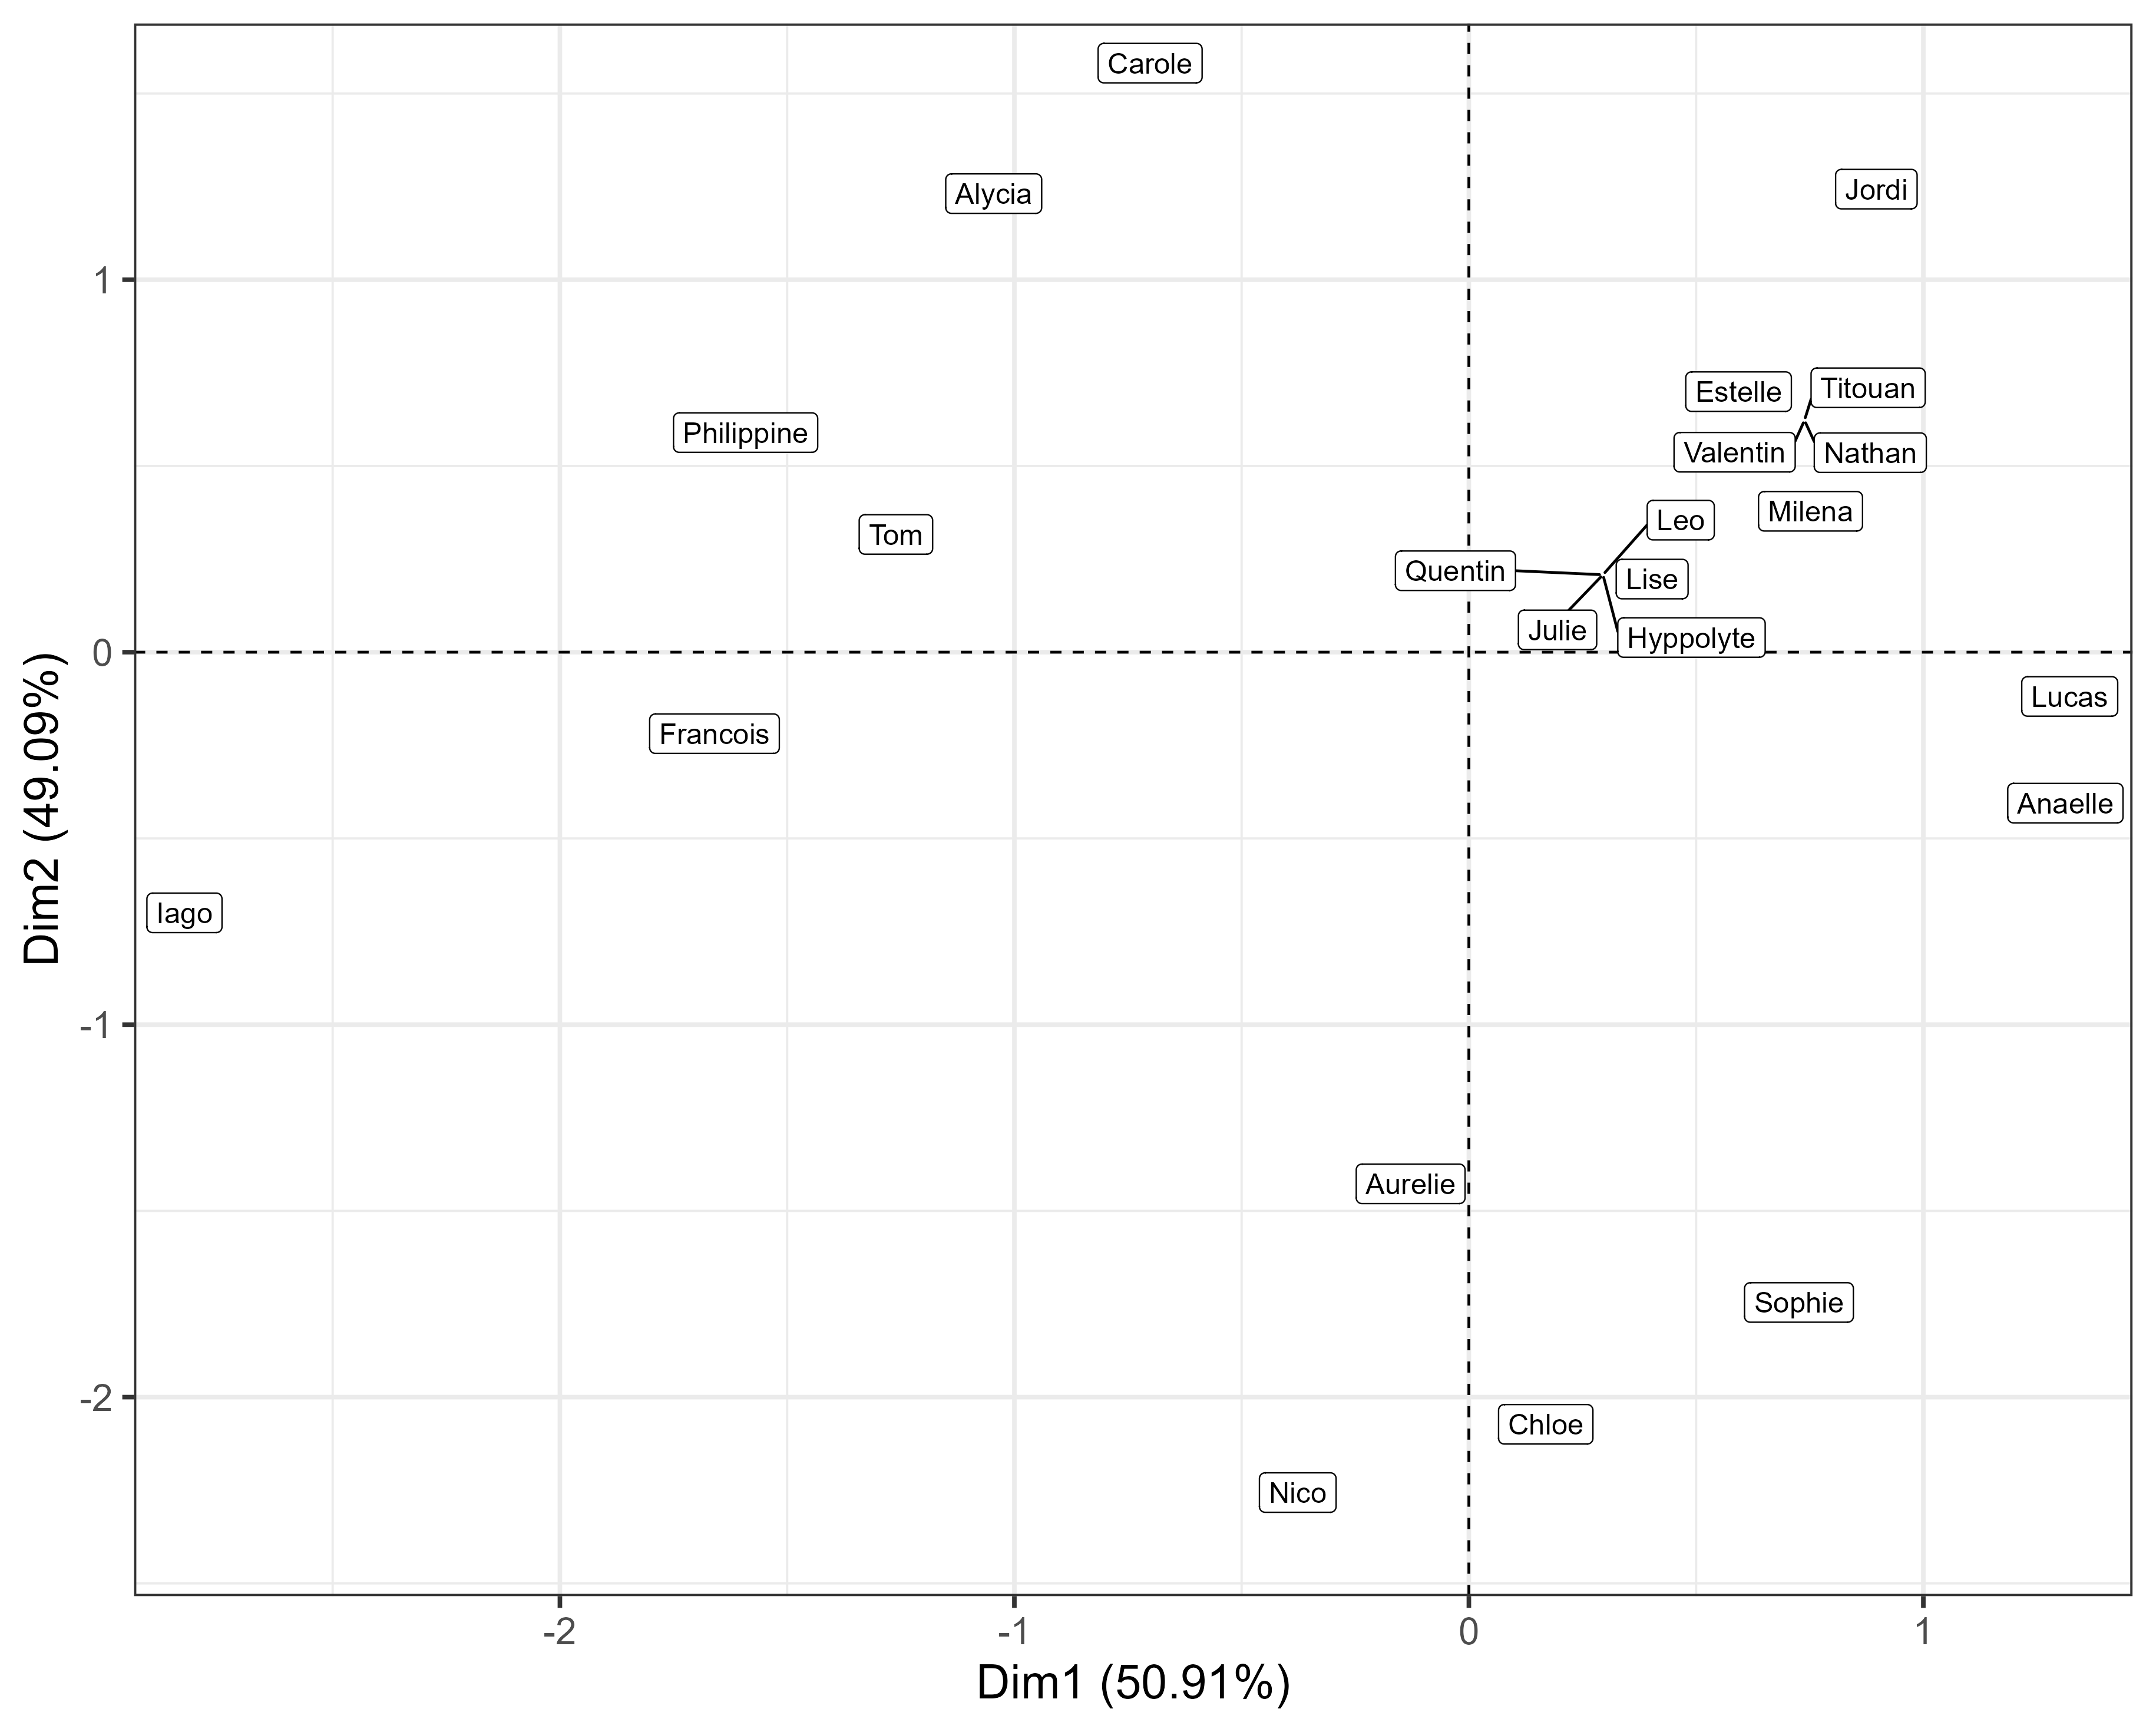 Carole
Jordi
Alycia
1
Titouan
Estelle
Philippine
Valentin
Nathan
Milena
Leo
Tom
Quentin
Lise
Julie
Hyppolyte
0
Lucas
Francois
Anaelle
Dim2 (49.09%)
Iago
-1
Aurelie
Sophie
-2
Chloe
Nico
-2
-1
0
1
Dim1 (50.91%)